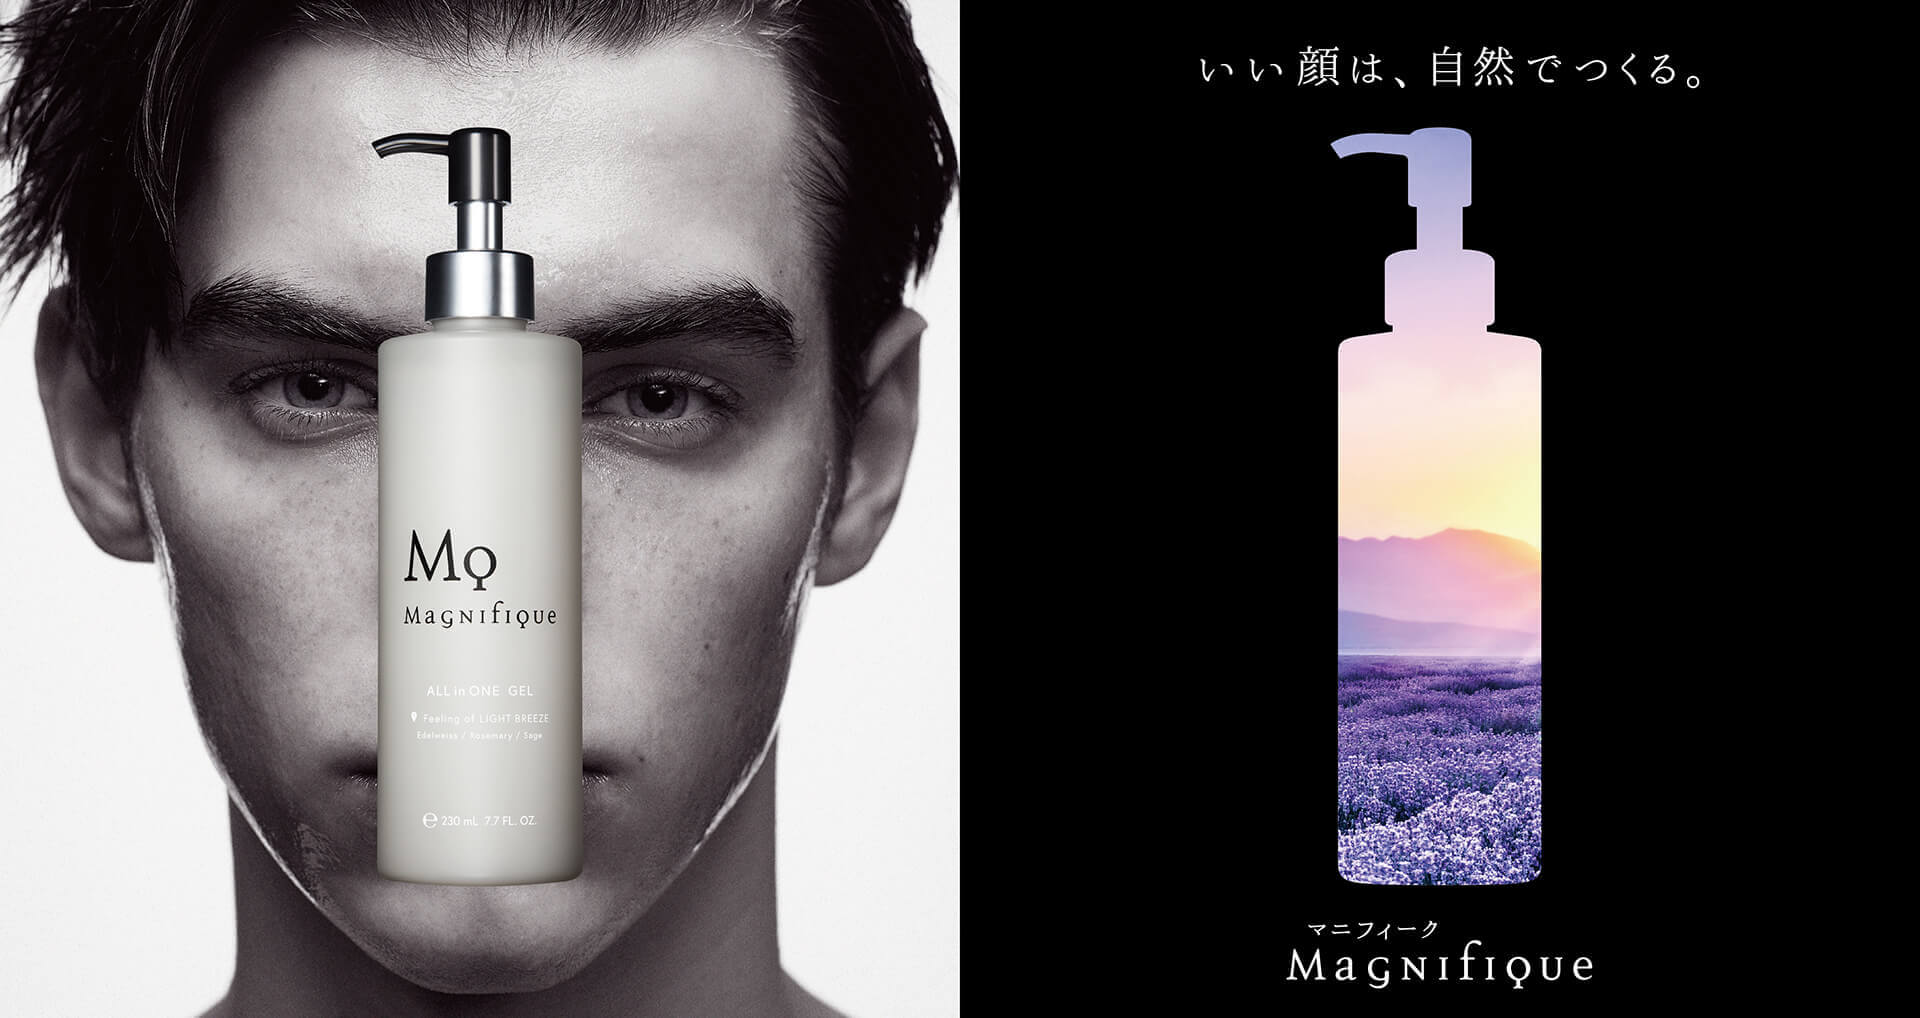 Mq
Magnifique
ALL in ONE GEL
Feeling of LIGHT BREEZE
Edelweiss / Rosemary / Sage
℮ 230 mL 7.7 FL. OZ.
いい顔は、自然でつくる。
マニフィーク
Magnifique